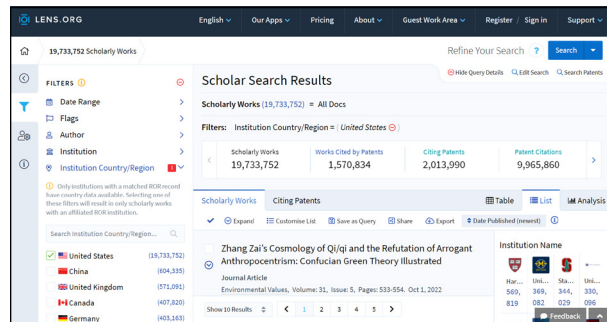 LENS.ORG
English
Our Apps
Pricing
About
Guest Work Area
Register / Sign in
Support
19,733,752 Scholarly Works
Refine Your Search ?
Search
FILTERS
Date Range
Flags
Author
Institution
Institution Country/Region 1
Only institutions with a matched ROR record
have country data available. Selecting one of
these filters will result in only scholarly works
with an affiliated ROR institution.
Search Institution Country/Region...
United States (19,733,752)
China (604,335)
United Kingdom (571,091)
Canada (407,820)
Germany (403,163)
Hide Query Details Edit Search Search Patents
Scholar Search Results
Scholarly Works (19,733,752) = All Docs
Filters: Institution Country/Region = ( United States )
Scholarly Works
19,733,752
Works Cited by Patents
1,570,834
Citing Patents
2,013,990
Patent Citations
9,965,860
Scholarly Works Citing Patents
Table List Analysis
Expand Customise List Save as Query Share Export Date Published (newest)
Zhang Zai's Cosmology of Qi/qi and the Refutation of Arrogant
Anthropocentrism: Confucian Green Theory Illustrated
Journal Article
Environmental Values, Volume: 31, Issue: 5, Pages: 533-554. Oct 1, 2022
Show 10 Results 1 2 3 4 5
Institution Name
Har... Uni... Sta... Uni...
569, 369, 344, 330,
819 082 029 096
Feedback